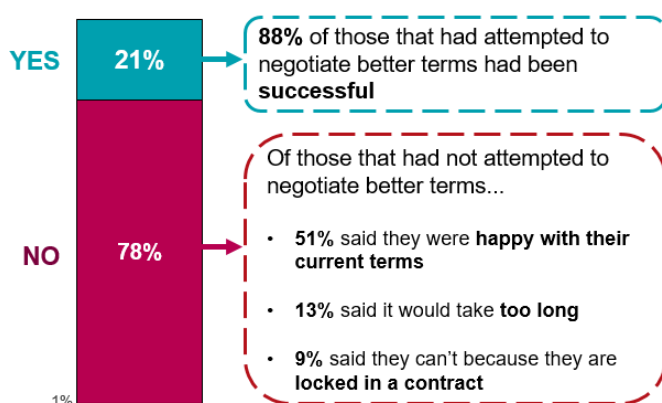 YES
21%
88% of those that had attempted to
negotiate better terms had been
successful
NO
78%
1%
Of those that had not attempted to
negotiate better terms...
• 51% said they were happy with their
current terms
• 13% said it would take too long
• 9% said they can't because they are
locked in a contract